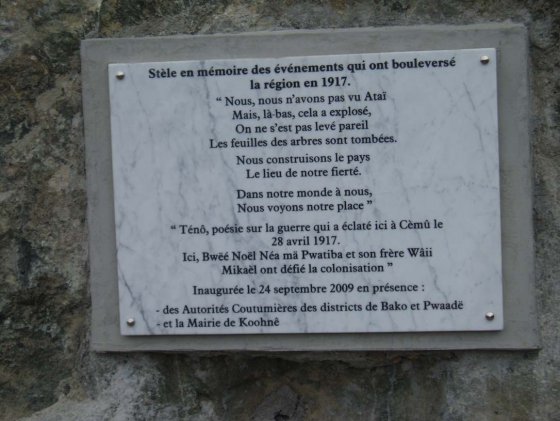 Stèle en mémoire des événements qui ont bouleversé
la région en 1917.
“ Nous, nous n'avons pas vu Ataï
Mais, là-bas, cela a explosé,
On ne s'est pas levé pareil
Les feuilles des arbres sont tombées.
Nous construisons le pays
Le lieu de notre fierté.
Dans notre monde à nous,
Nous voyons notre place ”
“ Ténô, poésie sur la guerre qui a éclaté ici à Cèmû le
28 avril 1917.
Ici, Bwëé Noël Néa mâ Pwatiba et son frère Wâii
Mikaël ont défié la colonisation ”
Inaugurée le 24 septembre 2009 en présence :
- des Autorités Coutumières des districts de Bako et Pwaadë
- et la Mairie de Koohnê